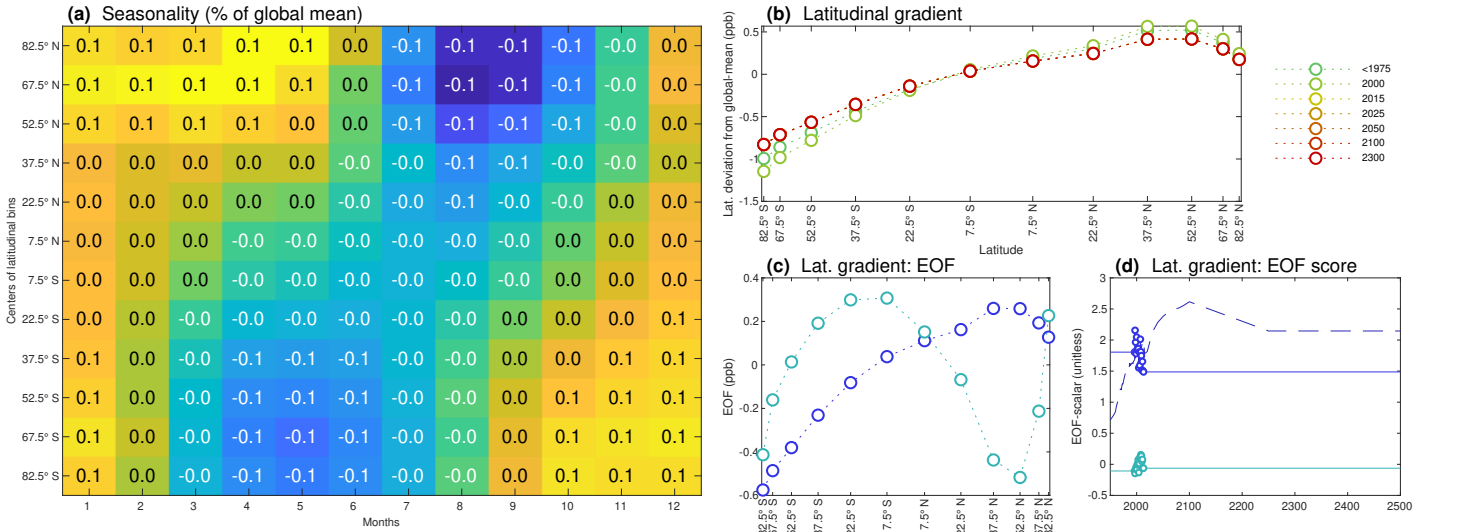 (a) Seasonality (% of global mean)
82.5° N 0.1 0.1 0.1 0.1 0.1 0.0 -0.1 -0.1 -0.1 -0.1 -0.0 0.0
67.5° N 0.1 0.1 0.1 0.1 0.1 0.0 -0.1 -0.1 -0.1 -0.1 -0.0 0.0
52.5° N 0.1 0.1 0.1 0.1 0.0 0.0 -0.1 -0.1 -0.1 -0.1 -0.0 0.0
37.5° N 0.0 0.0 0.0 0.0 0.0 -0.0 -0.0 -0.1 -0.1 -0.0 -0.0 0.0
22.5° N 0.0 0.0 0.0 0.0 0.0 -0.0 -0.0 -0.1 -0.0 -0.0 0.0 0.0
7.5° N 0.0 0.0 0.0 -0.0 -0.0 -0.0 -0.0 -0.0 -0.0 0.0 0.0 0.0
7.5° S 0.0 0.0 0.0 -0.0 -0.0 -0.0 -0.0 -0.0 -0.0 0.0 0.0 0.0
22.5° S 0.0 0.0 -0.0 -0.0 -0.0 -0.0 -0.0 -0.0 0.0 0.0 0.0 0.1
37.5° S 0.1 0.0 -0.0 -0.1 -0.1 -0.1 -0.0 -0.0 0.0 0.0 0.1 0.1
52.5° S 0.1 0.0 -0.0 -0.1 -0.1 -0.1 -0.0 -0.0 0.0 0.1 0.1 0.1
67.5° S 0.1 0.0 -0.0 -0.1 -0.1 -0.1 -0.0 -0.0 0.0 0.1 0.1 0.1
82.5° S 0.1 0.0 -0.0 -0.1 -0.1 -0.1 -0.0 -0.0 0.0 0.1 0.1 0.1
1 2 3 4 5 6 7 8 9 10 11 12
Months
Centers of latitudinal bins
(b) Latitudinal gradient
Lat. deviation from global-mean (ppb)
0.5
0
-0.5
-1
-1.5
82.5° S 67.5° S 52.5° S 37.5° S 22.5° S 7.5° S 7.5° N 22.5° N 37.5° N 52.5° N 67.5° N 82.5° N
Latitude
<1975
2000
2015
2025
2050
2100
2300
(c) Lat. gradient: EOF
EOF (ppb)
0.4
0.2
0
-0.2
-0.4
-0.6
7.5° S 7.5° N
(d) Lat. gradient: EOF score
EOF-scalar (unitless)
3
2.5
2
1.5
1
0.5
0
-0.5
2000 2100 2200 2300 2400 2500